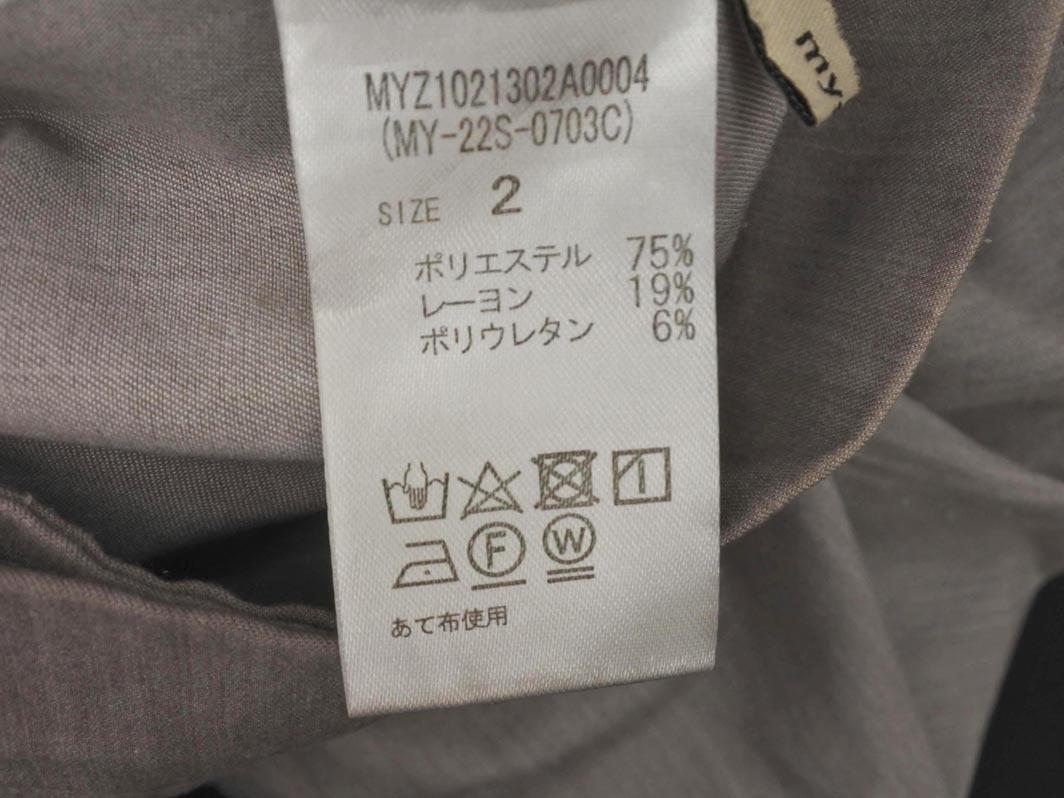 my
MYZ1021302A0004
(MY-22S-0703C)
SIZE 2
ポリエステル 75%
レーヨン 19%
ポリウレタン 6%
F W
あて布使用